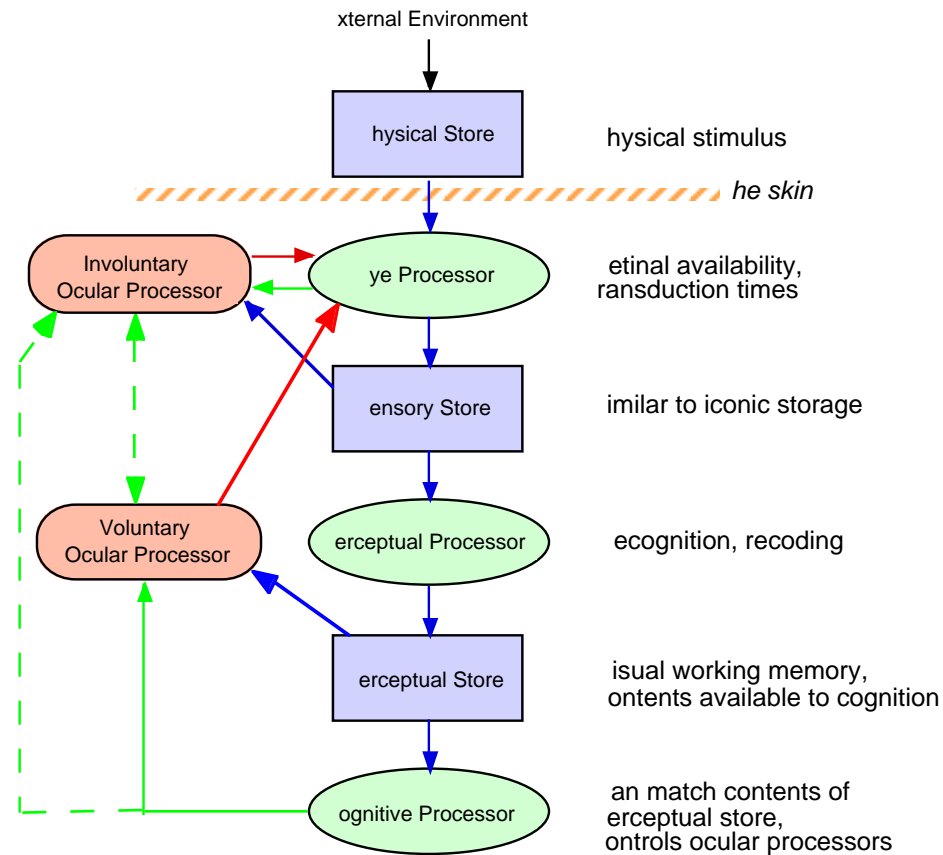 xternal Environment
hysical Store
hysical stimulus
he skin
Involuntary
Ocular Processor
ye Processor
etinal availability,
ransduction times
ensory Store
imilar to iconic storage
Voluntary
Ocular Processor
erceptual Processor
ecognition, recoding
erceptual Store
isual working memory,
ontents available to cognition
ognitive Processor
an match contents of
erceptual store,
ontrols ocular processors